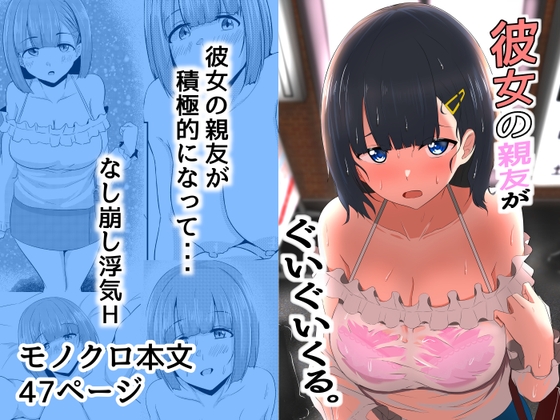 彼女の親友が
ぐいぐいくる。
彼女の親友が
積極的になって・・・
なし崩し浮気H
モノクロ本文
47ページ